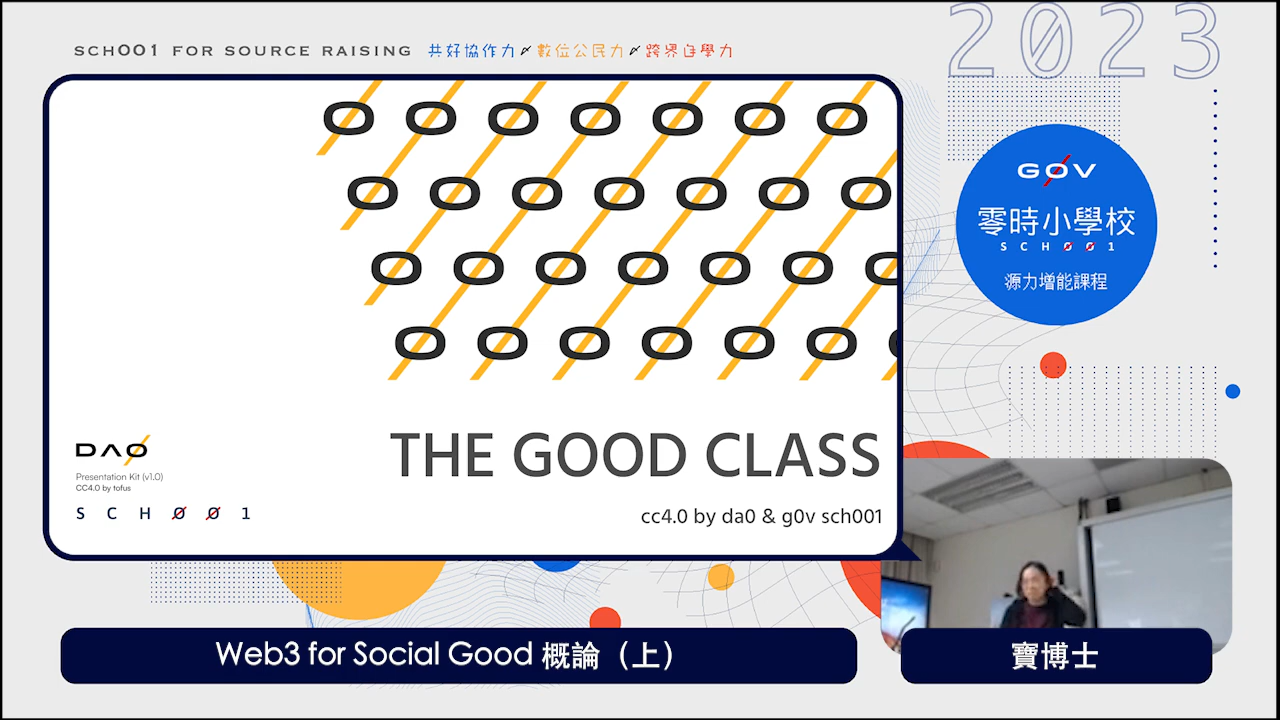 SCH001 FOR SOURCE RAISING 共好協作力〆數位公民力〆跨界自學力
2023
G0V
零時小學校
SCH001
源力增能課程
DA0
Presentation Kit (v1.0)
CC4.0 by tofus
SCH001
THE GOOD CLASS
cc4.0 by da0 & g0v sch001
Web3 for Social Good 概論（上）
寶博士